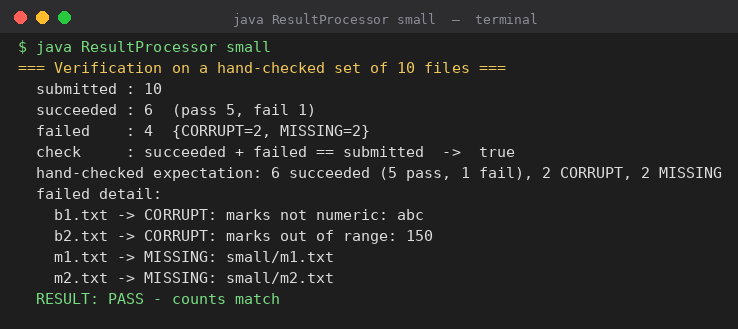 java ResultProcessor small — terminal
$ java ResultProcessor small
=== Verification on a hand-checked set of 10 files ===
submitted : 10
succeeded : 6  (pass 5, fail 1)
failed    : 4  {CORRUPT=2, MISSING=2}
check     : succeeded + failed == submitted  ->  true
hand-checked expectation: 6 succeeded (5 pass, 1 fail), 2 CORRUPT, 2 MISSING
failed detail:
b1.txt -> CORRUPT: marks not numeric: abc
b2.txt -> CORRUPT: marks out of range: 150
m1.txt -> MISSING: small/m1.txt
m2.txt -> MISSING: small/m2.txt
RESULT: PASS - counts match